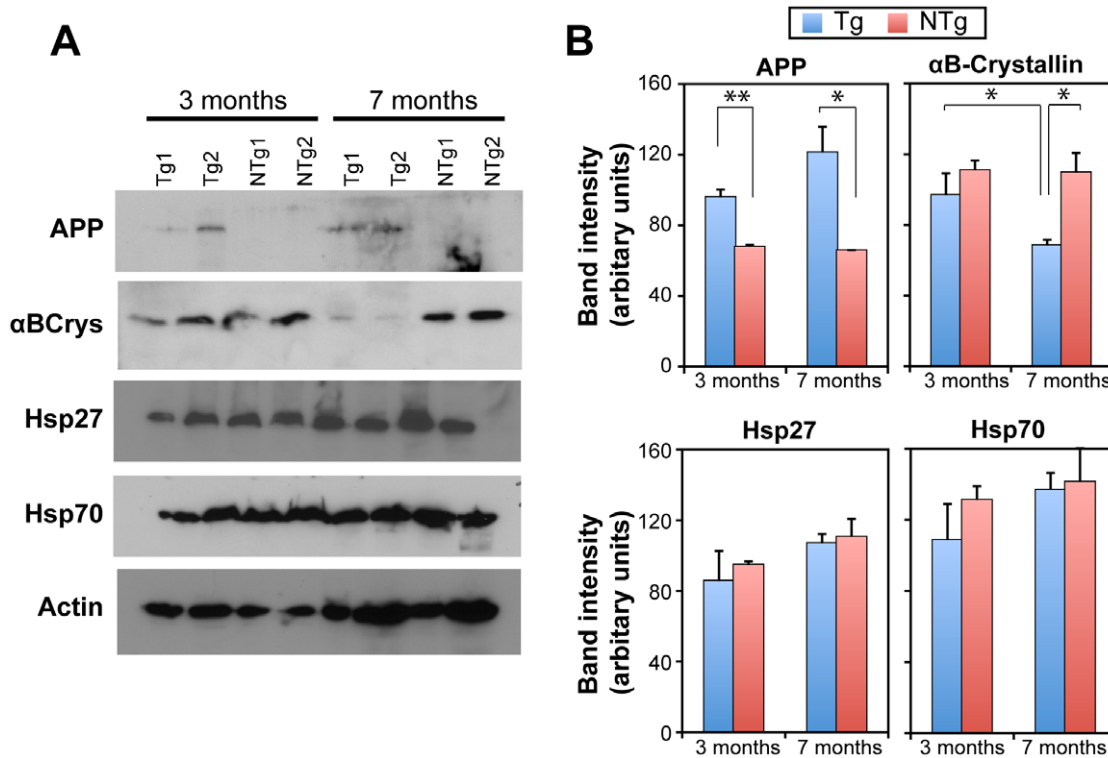 A
3 months 7 months
Tg1 Tg2 NTg1 NTg2 Tg1 Tg2 NTg1 NTg2
APP
αBCrys
Hsp27
Hsp70
Actin
B
Tg NTg
APP αB-Crystallin
Band intensity
(arbitary units)
160
120
80
40
0
** *
* *
3 months 7 months 3 months 7 months
Hsp27 Hsp70
Band intensity
(arbitary units)
160
120
80
40
0
3 months 7 months 3 months 7 months